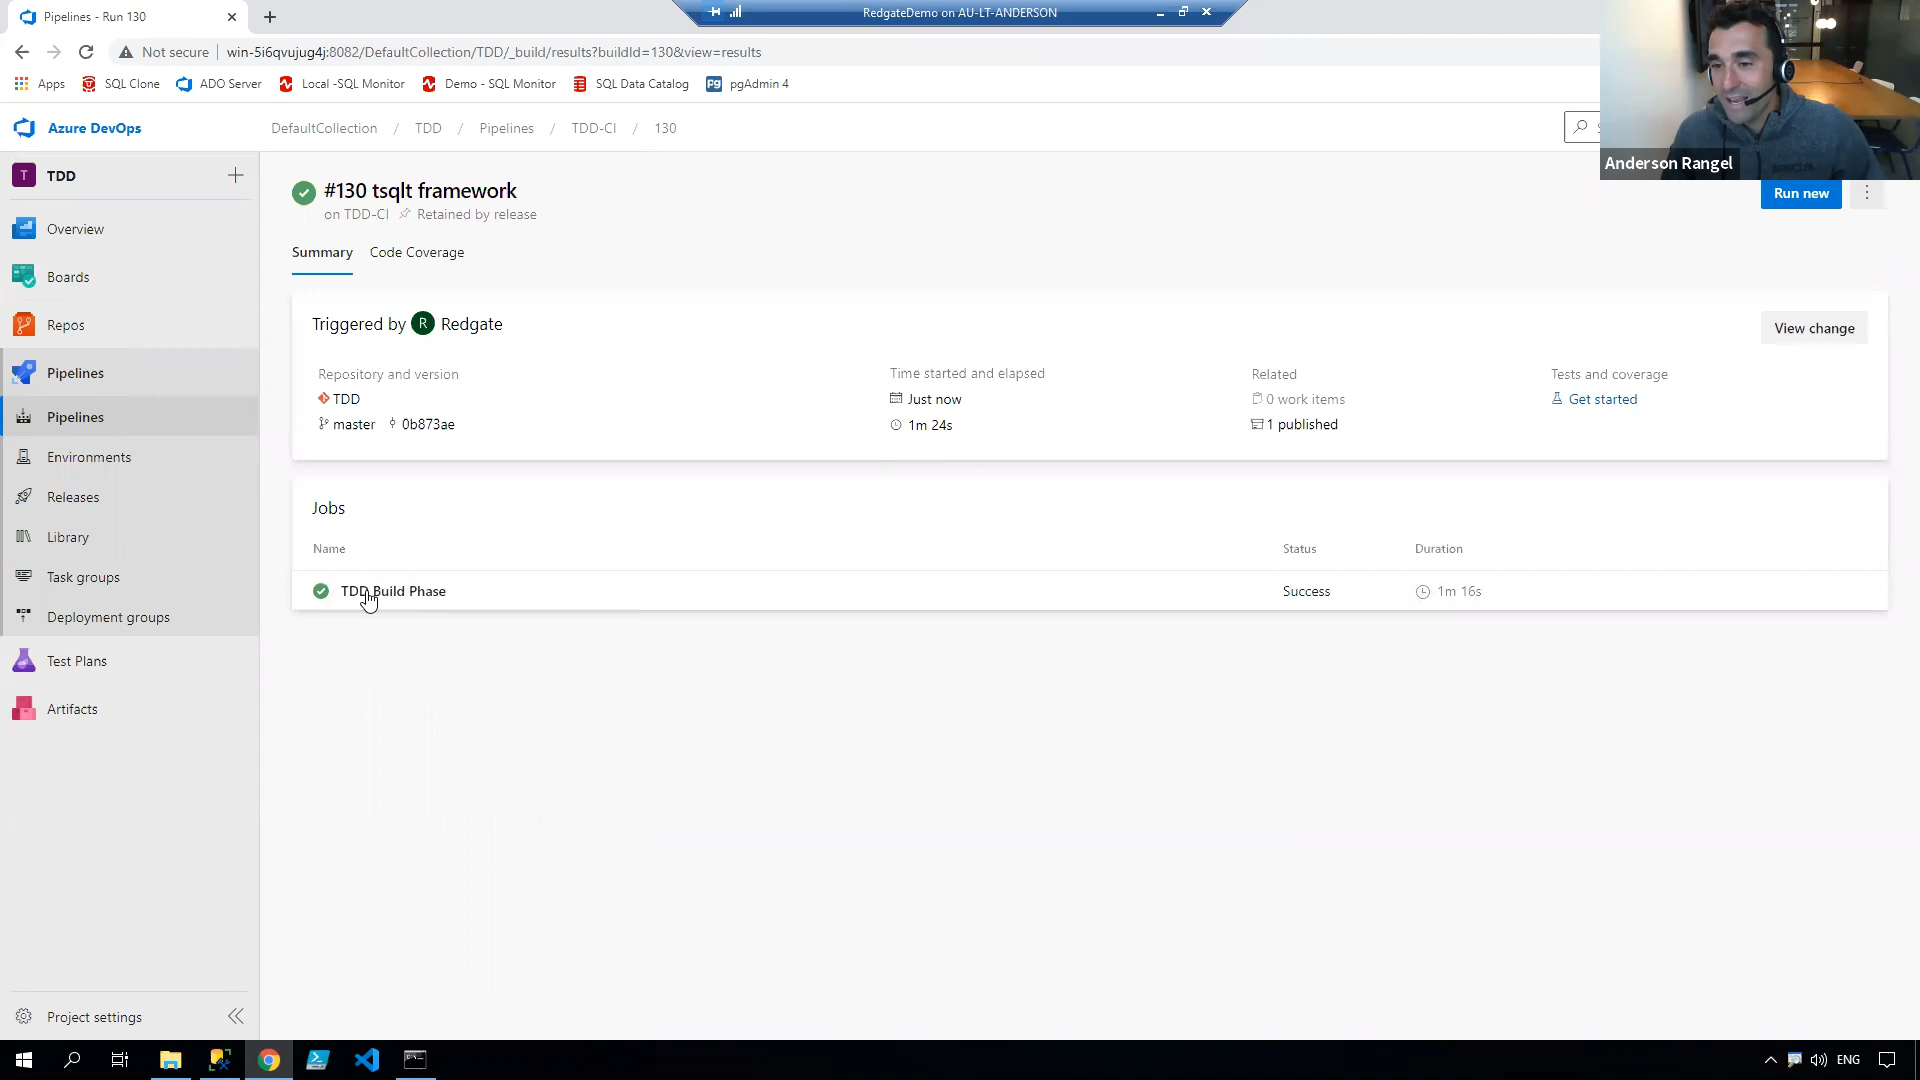 Pipelines - Run 130
RedgateDemo on AU-LT-ANDERSON
Not secure
win-5i6qvujug4j:8082/DefaultCollection/TDD/_build/results?buildId=130&view=results
Apps
SQL Clone
ADO Server
Local -SQL Monitor
Demo - SQL Monitor
SQL Data Catalog
pg
pgAdmin 4
Azure DevOps
DefaultCollection / TDD / Pipelines / TDD-CI / 130
Anderson Rangel
T
TDD
Overview
Boards
Repos
Pipelines
Pipelines
Environments
Releases
Library
Task groups
Deployment groups
Test Plans
Artifacts
Project settings
#130 tsqlt framework
on TDD-CI
Retained by release
Run new
Summary
Code Coverage
Triggered by R Redgate
View change
Repository and version
TDD
master
0b873ae
Time started and elapsed
Just now
1m 24s
Related
0 work items
1 published
Tests and coverage
Get started
Jobs
Name
Status
Duration
TDD Build Phase
Success
1m 16s
ENG